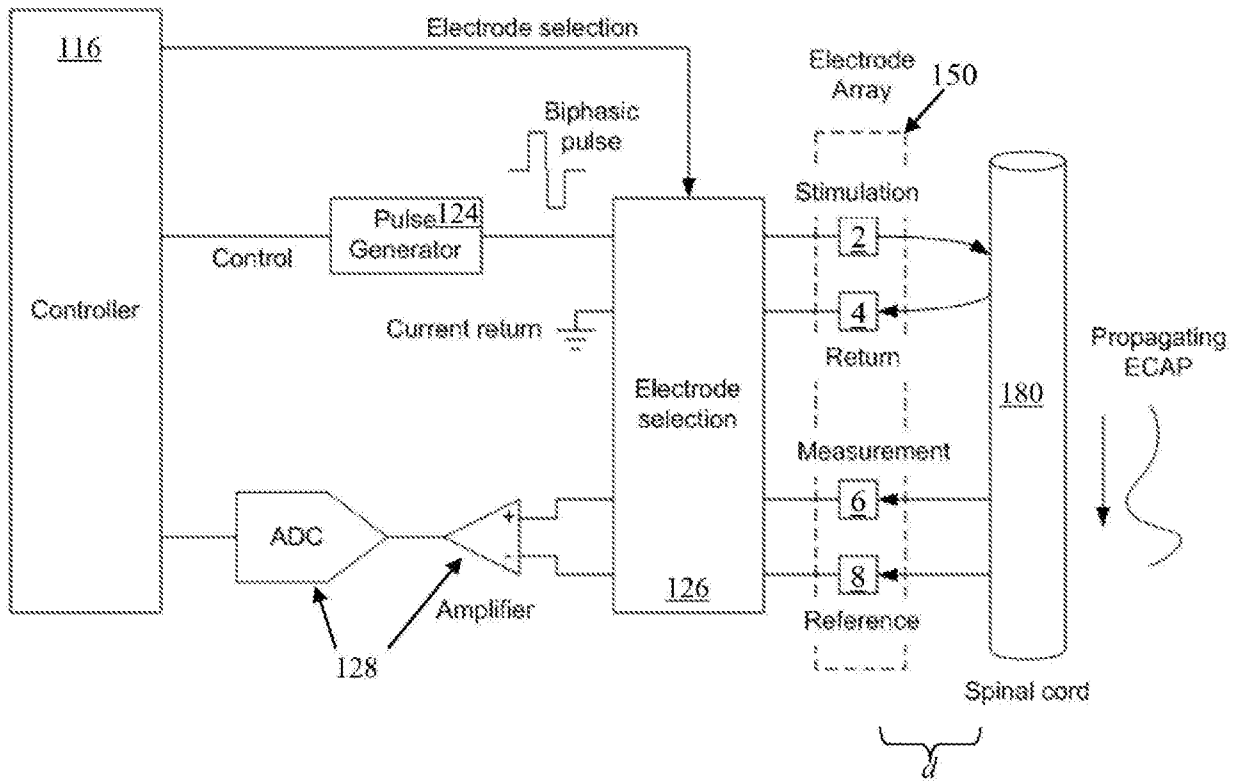 116
Controller
Electrode selection
Biphasic
pulse
Pulse 124
Generator
Control
Current return
Electrode
selection
126
ADC
+
-
Amplifier
128
Electrode
Array
150
Stimulation
2
4
Return
Measurement
6
8
Reference
180
Spinal cord
Propagating
ECAP
d